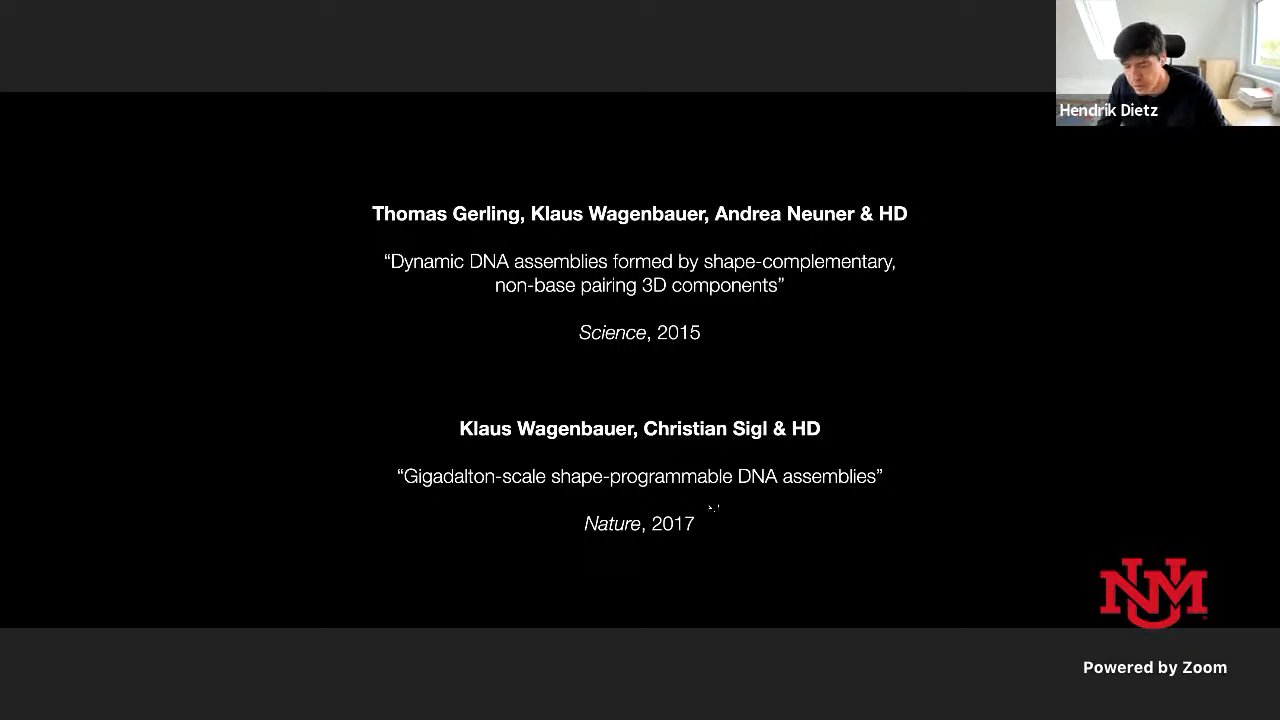 Hendrik Dietz
Thomas Gerling, Klaus Wagenbauer, Andrea Neuner & HD
“Dynamic DNA assemblies formed by shape-complementary,
non-base pairing 3D components”
Science, 2015
Klaus Wagenbauer, Christian Sigl & HD
“Gigadalton-scale shape-programmable DNA assemblies”
Nature, 2017
UNM
Powered by Zoom